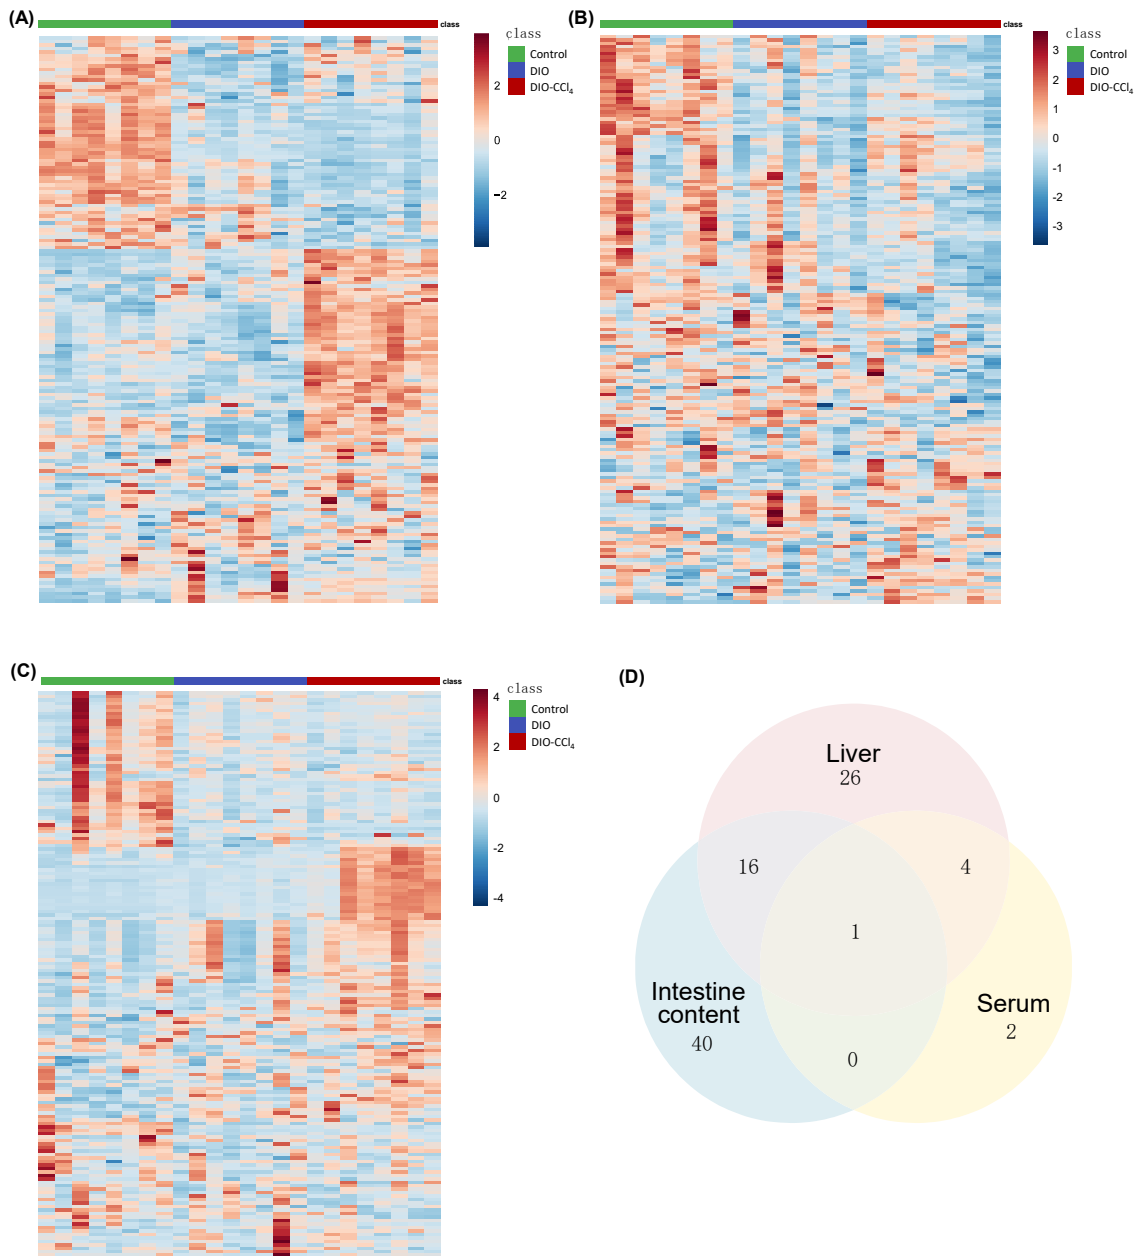 (A)
class
class
Control
DIO
DIO-CCl₄
2
0
−2
(B)
class
class
Control
DIO
DIO-CCl₄
3
2
1
0
-1
-2
-3
(C)
class
class
Control
DIO
DIO-CCl₄
4
2
0
-2
-4
(D)
Liver
26
16
4
1
Intestine
content
40
Serum
2
0